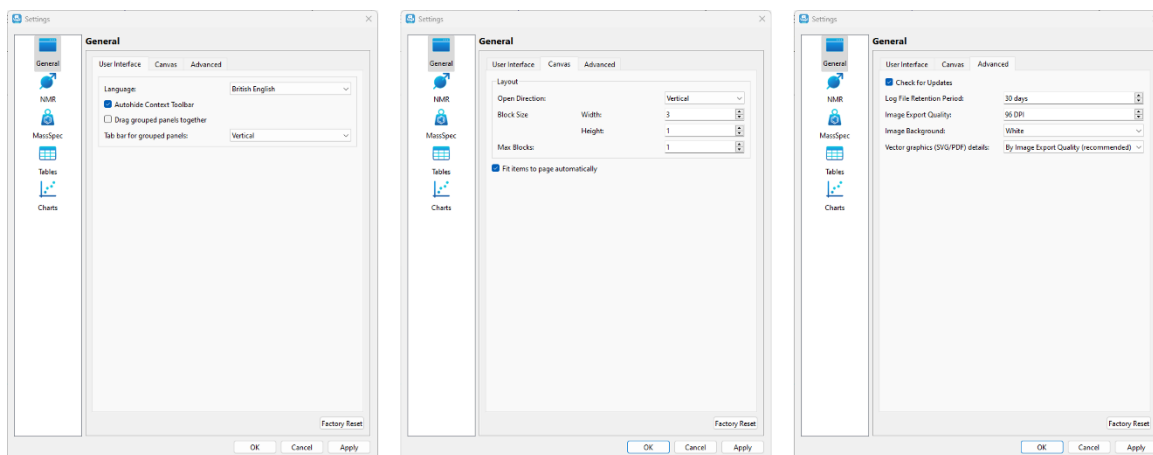 Settings
General
General
NMR
MassSpec
Tables
Charts
User Interface Canvas Advanced
Language: British English
Autohide Context Toolbar
Drag grouped panels together
Tab bar for grouped panels: Vertical
Factory Reset
OK Cancel Apply
Settings
General
General
NMR
MassSpec
Tables
Charts
User Interface Canvas Advanced
Layout
Open Direction: Vertical
Block Size Width: 3
Height: 1
Max Blocks: 1
Fit items to page automatically
Factory Reset
OK Cancel Apply
Settings
General
General
NMR
MassSpec
Tables
Charts
User Interface Canvas Advanced
Check for Updates
Log File Retention Period: 30 days
Image Export Quality: 96 DPI
Image Background: White
Vector graphics (SVG/PDF) details: By Image Export Quality (recommended)
Factory Reset
OK Cancel Apply